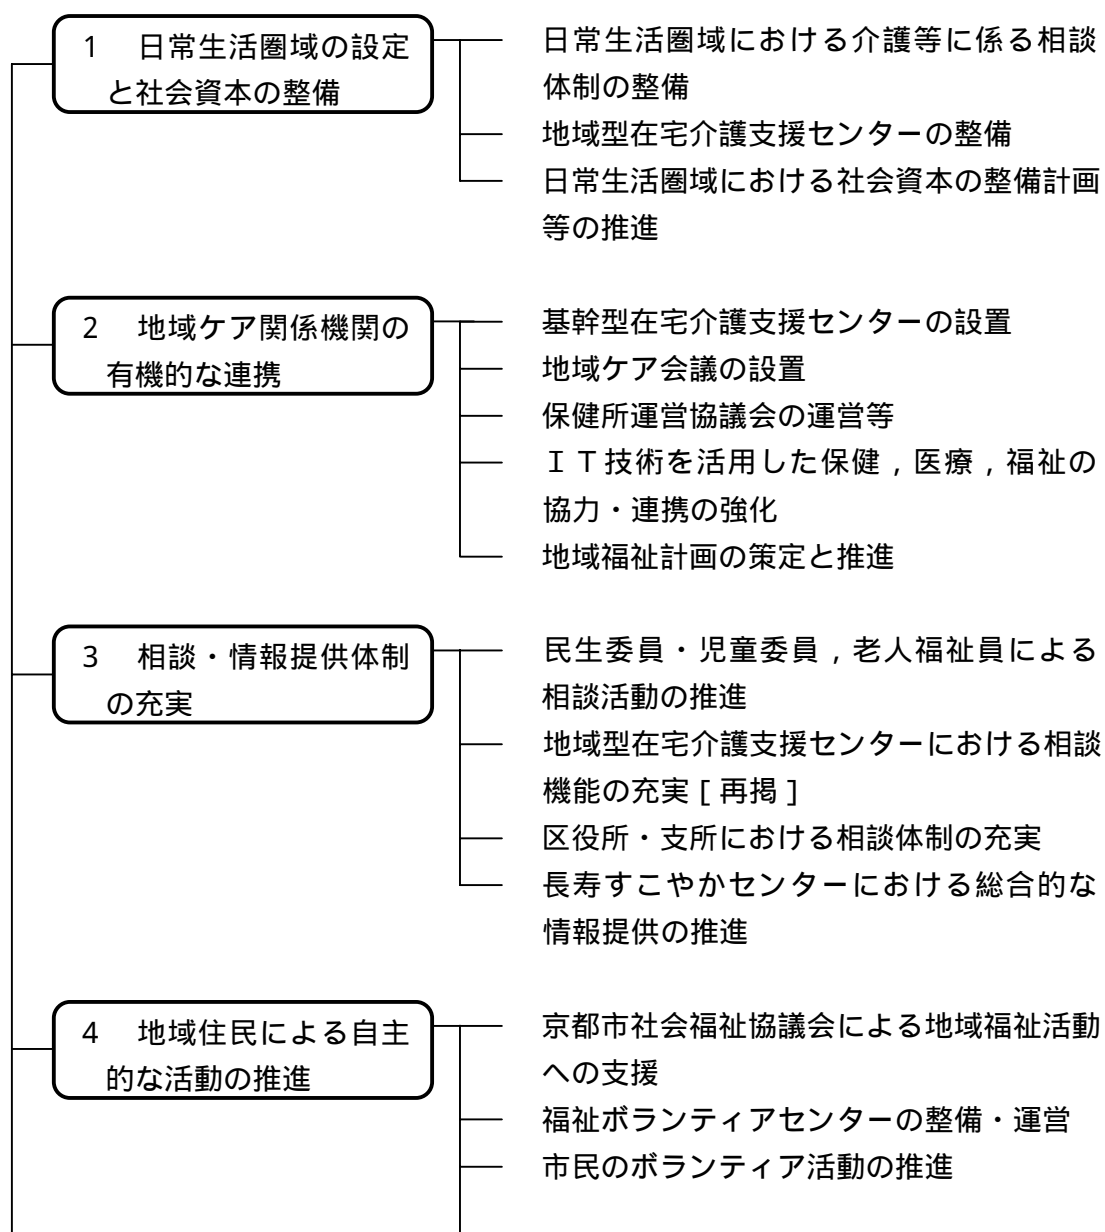 1 日常生活圏域の設定
と社会資本の整備
日常生活圏域における介護等に係る相談
体制の整備
地域型在宅介護支援センターの整備
日常生活圏域における社会資本の整備計画
等の推進
2 地域ケア関係機関の
有機的な連携
基幹型在宅介護支援センターの設置
地域ケア会議の設置
保健所運営協議会の運営等
ＩＴ技術を活用した保健，医療，福祉の
協力・連携の強化
地域福祉計画の策定と推進
3 相談・情報提供体制
の充実
民生委員・児童委員，老人福祉員による
相談活動の推進
地域型在宅介護支援センターにおける相談
機能の充実［再掲］
区役所・支所における相談体制の充実
長寿すこやかセンターにおける総合的な
情報提供の推進
4 地域住民による自主
的な活動の推進
京都市社会福祉協議会による地域福祉活動
への支援
福祉ボランティアセンターの整備・運営
市民のボランティア活動の推進